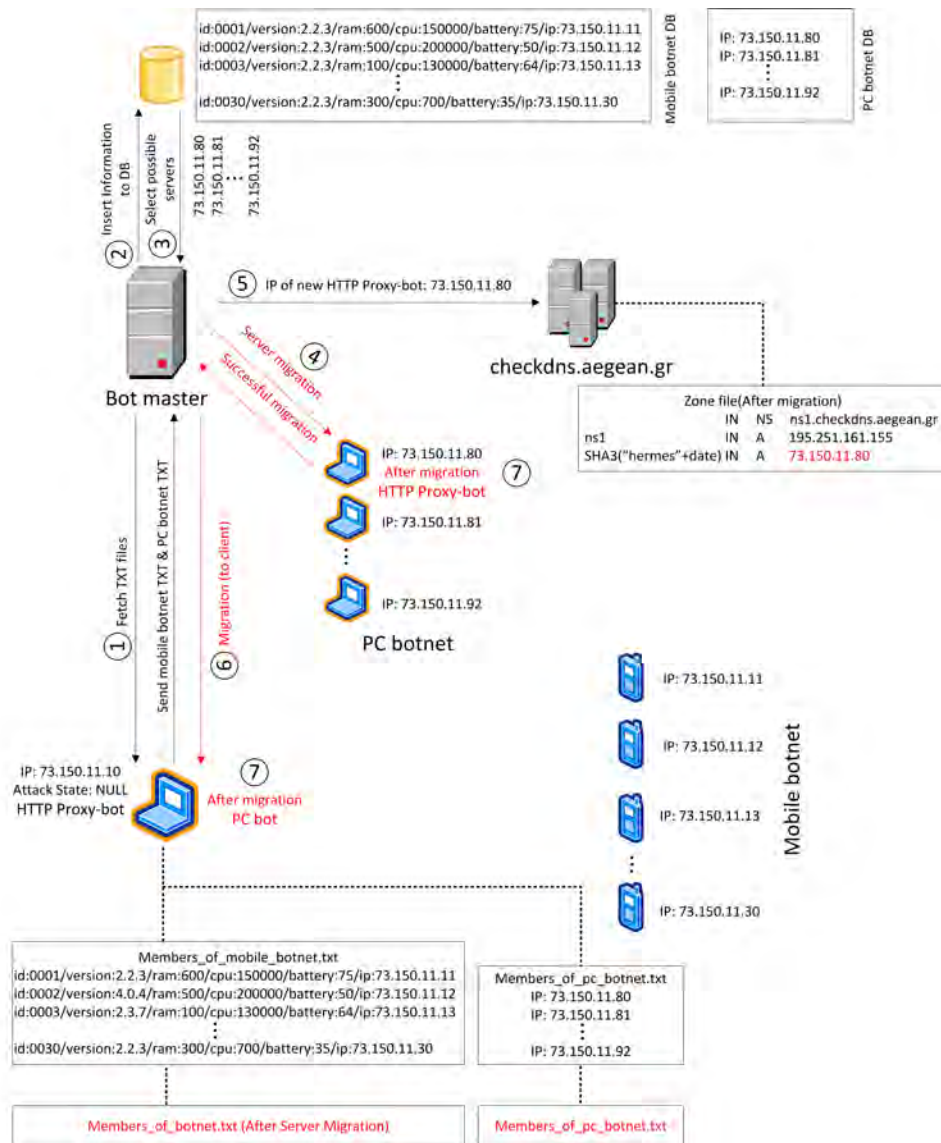 id:0001/version:2.2.3/ram:600/cpu:150000/battery:75/ip:73.150.11.11
id:0002/version:2.2.3/ram:500/cpu:200000/battery:50/ip:73.150.11.12
id:0003/version:2.2.3/ram:100/cpu:130000/battery:64/ip:73.150.11.13
id:0030/version:2.2.3/ram:300/cpu:700/battery:35/ip:73.150.11.30
Mobile botnet DB
IP: 73.150.11.80
IP: 73.150.11.81
IP: 73.150.11.92
PC botnet DB
Insert Information
to DB
2
Select possible
servers
3
73.150.11.80
73.150.11.81
73.150.11.92
Bot master
5 IP of new HTTP Proxy-bot: 73.150.11.80
checkdns.aegean.gr
Server migration
4
Successful migration
Zone file(After migration)
IN NS ns1.checkdns.aegean.gr
ns1 IN A 195.251.161.155
SHA3("hermes"+date) IN A 73.150.11.80
IP: 73.150.11.80
After migration
HTTP Proxy-bot
7
IP: 73.150.11.81
IP: 73.150.11.92
PC botnet
1 Fetch TXT files
Send mobile botnet TXT & PC botnet TXT
6 Migration (to client)
IP: 73.150.11.11
IP: 73.150.11.12
IP: 73.150.11.13
IP: 73.150.11.30
Mobile botnet
IP: 73.150.11.10
Attack State: NULL
HTTP Proxy-bot
7
After migration
PC bot
Members_of_mobile_botnet.txt
id:0001/version:2.2.3/ram:600/cpu:150000/battery:75/ip:73.150.11.11
id:0002/version:4.0.4/ram:500/cpu:200000/battery:50/ip:73.150.11.12
id:0003/version:2.3.7/ram:100/cpu:130000/battery:64/ip:73.150.11.13
id:0030/version:2.2.3/ram:300/cpu:700/battery:35/ip:73.150.11.30
Members_of_pc_botnet.txt
IP: 73.150.11.80
IP: 73.150.11.81
IP: 73.150.11.92
Members_of_botnet.txt (After Server Migration)
Members_of_pc_botnet.txt